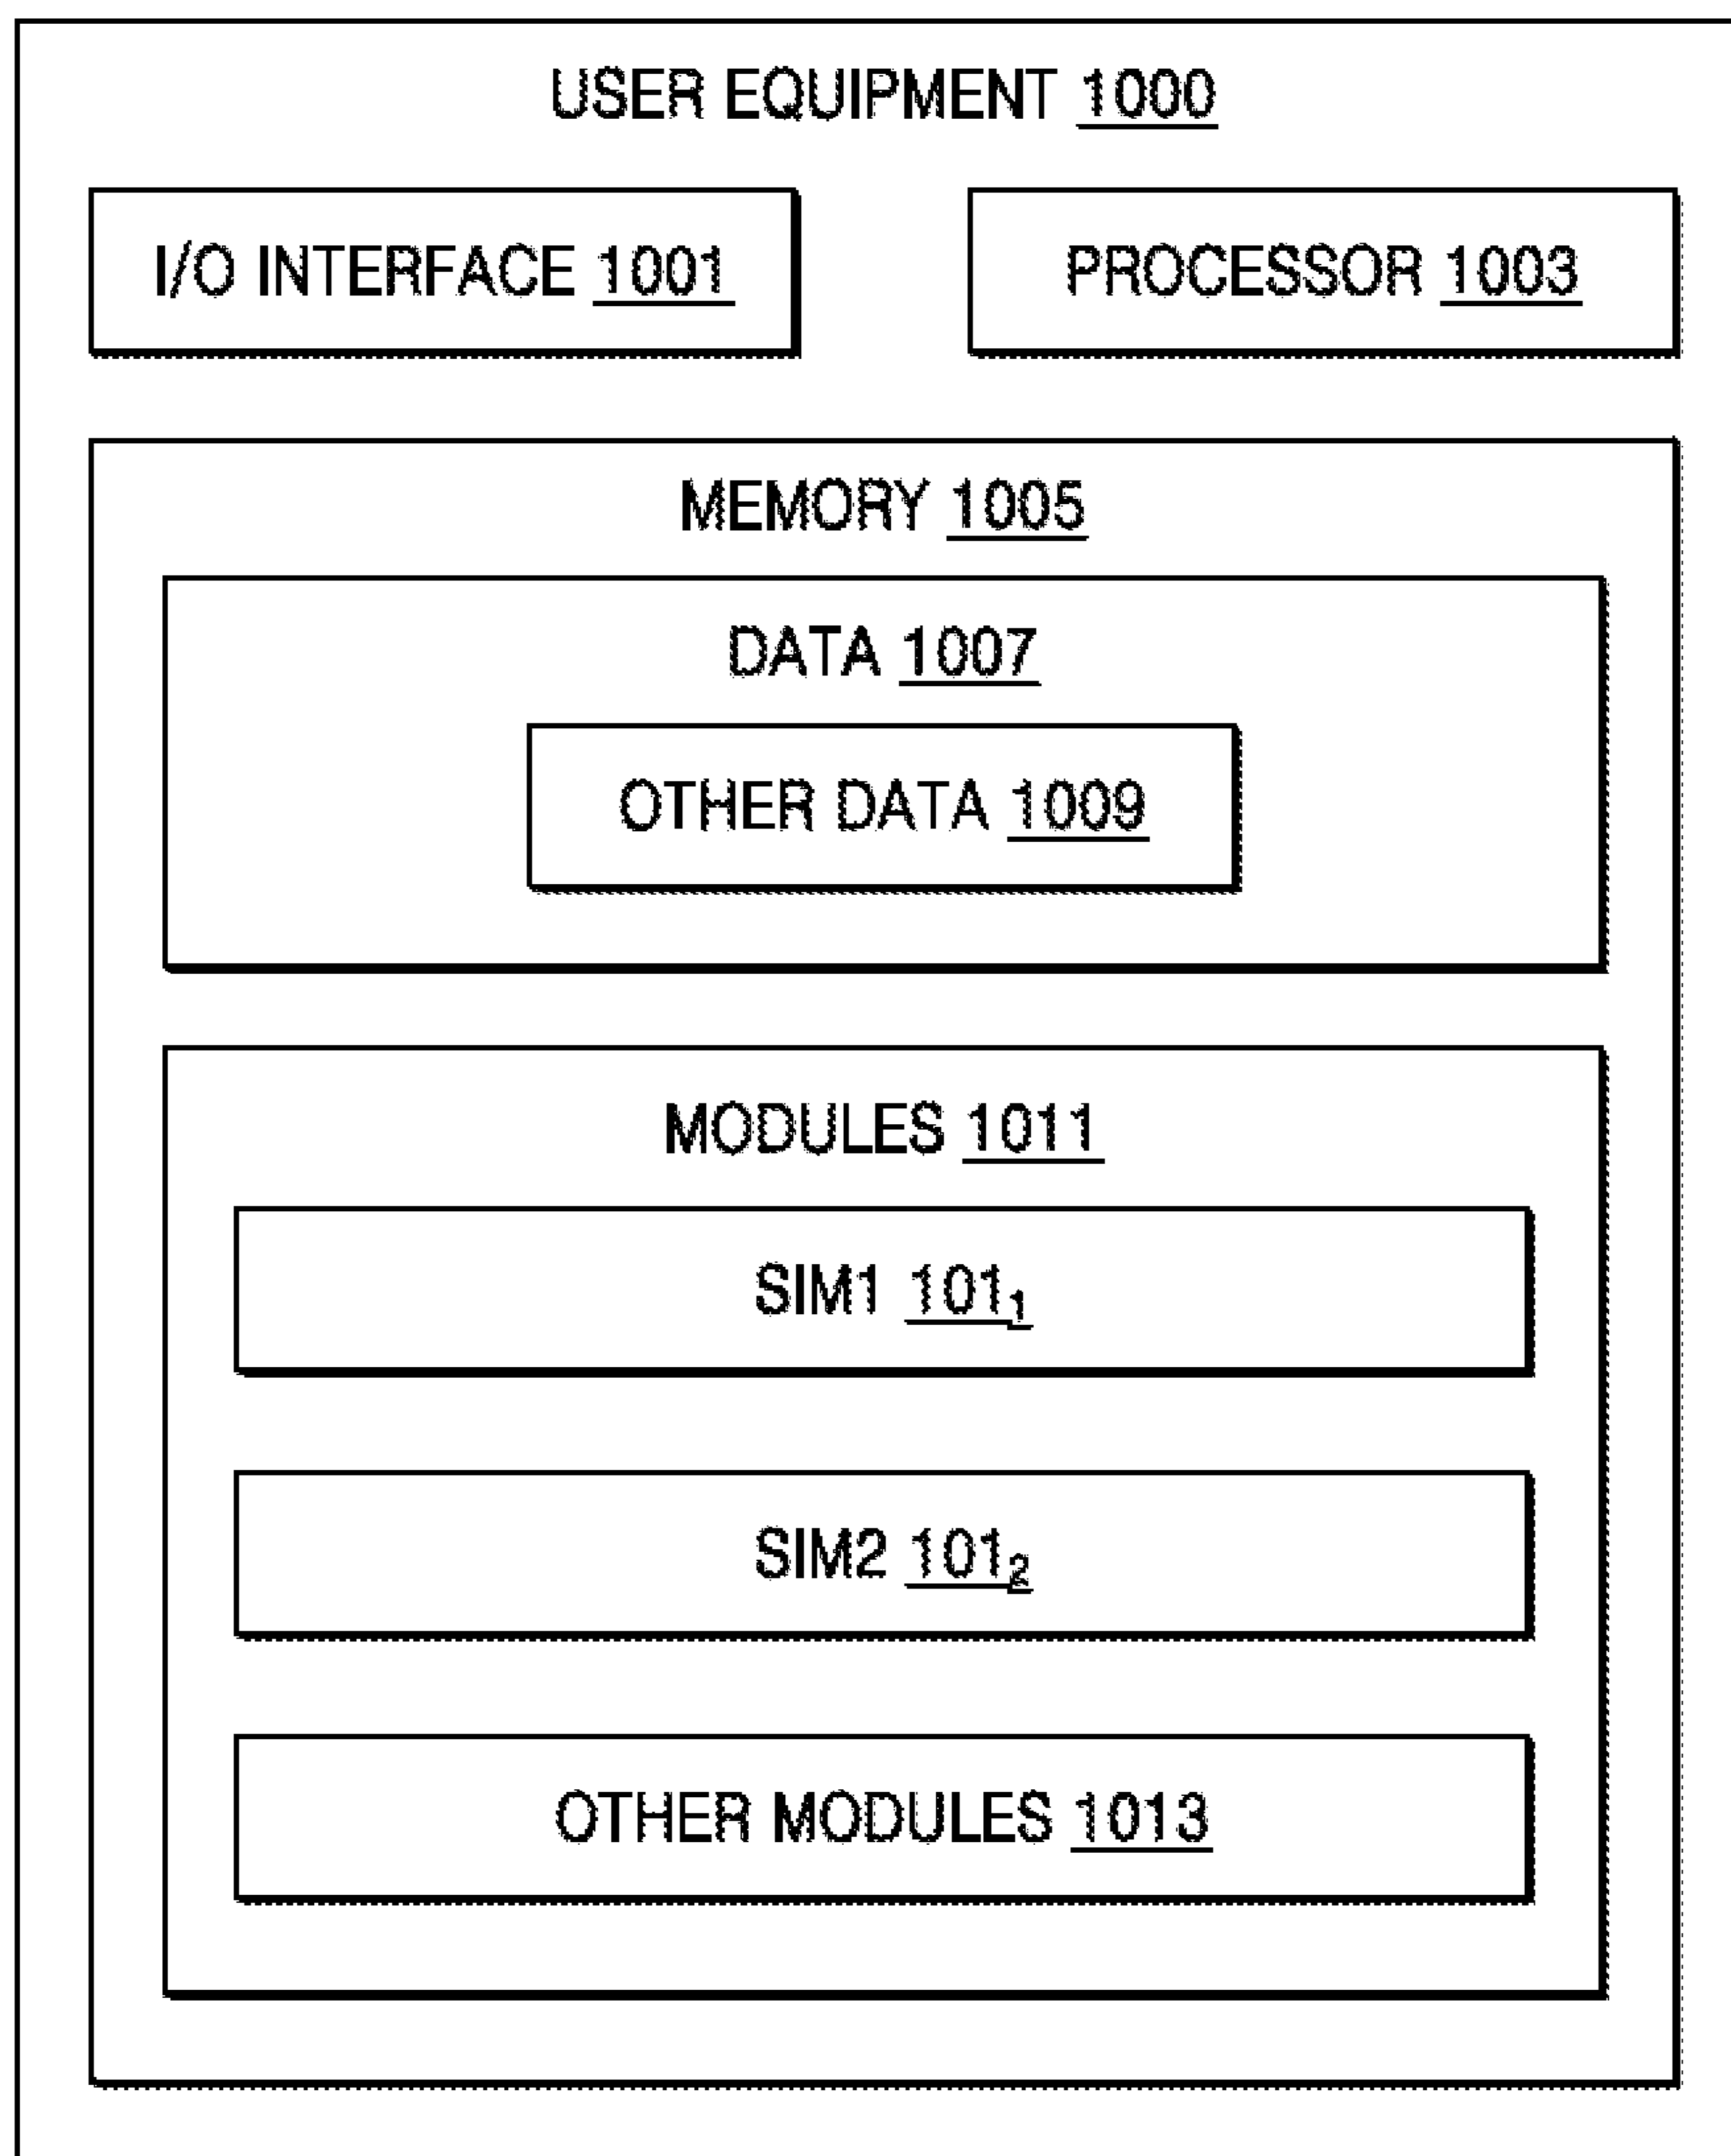 USER EQUIPMENT 1000
I/O INTERFACE 1001
PROCESSOR 1003
MEMORY 1005
DATA 1007
OTHER DATA 1009
MODULES 1011
SIM1 101₁
SIM2 101₂
OTHER MODULES 1013